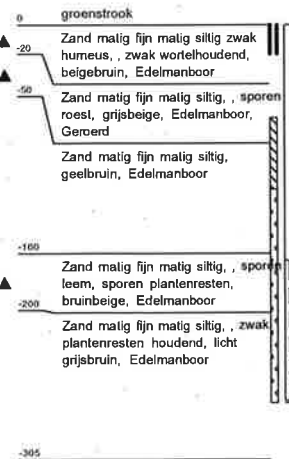 0 groenstrook
Zand matig fijn matig siltig zwak
-20 humeus, , zwak wortelhoudend,
beigebruin, Edelmanboor
-50 Zand matig fijn matig siltig, , sporen
roest, grijsbeige, Edelmanboor,
Geroerd
Zand matig fijn matig siltig,
geelbruin, Edelmanboor
-160
Zand matig fijn matig siltig, , sporen
leem, sporen plantenresten,
bruinbeige, Edelmanboor
-200
Zand matig fijn matig siltig, , zwak
plantenresten houdend, licht
grijsbruin, Edelmanboor
-305